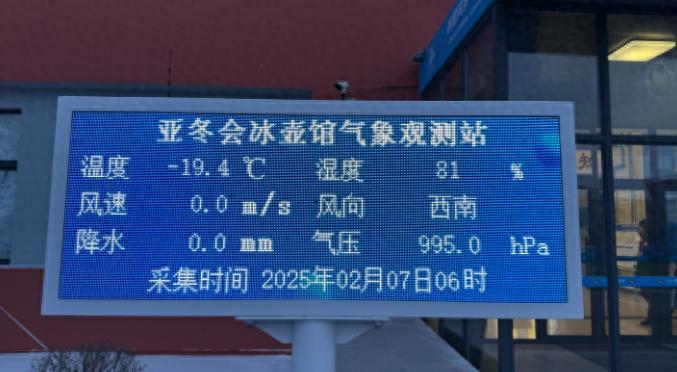 亚冬会冰壶馆气象观测站
温度 -19.4 ℃ 湿度 81 %
风速 0.0 m/s 风向 西南
降水 0.0 mm 气压 995.0 hPa
采集时间 2025年02月07日06时